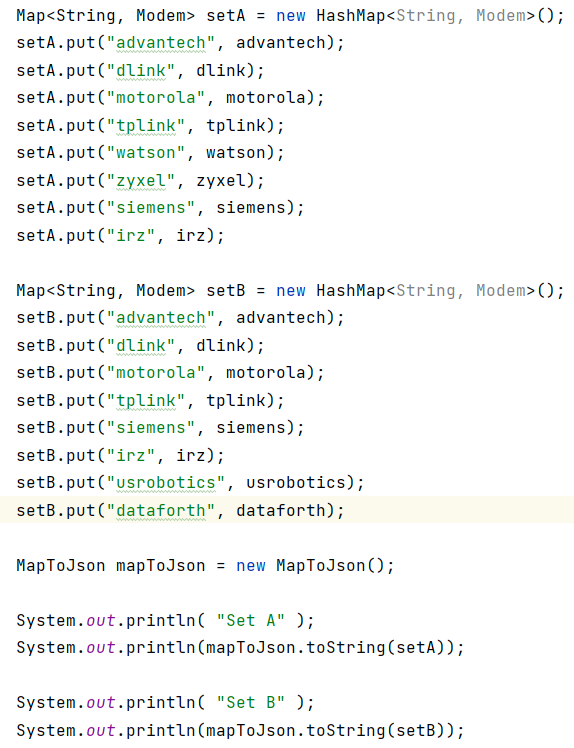 Map<String, Modem> setA = new HashMap<String, Modem>();
setA.put("advantech", advantech);
setA.put("dlink", dlink);
setA.put("motorola", motorola);
setA.put("tplink", tplink);
setA.put("watson", watson);
setA.put("zyxel", zyxel);
setA.put("siemens", siemens);
setA.put("irz", irz);
Map<String, Modem> setB = new HashMap<String, Modem>();
setB.put("advantech", advantech);
setB.put("dlink", dlink);
setB.put("motorola", motorola);
setB.put("tplink", tplink);
setB.put("siemens", siemens);
setB.put("irz", irz);
setB.put("usrobotics", usrobotics);
setB.put("dataforth", dataforth);
MapToJson mapToJson = new MapToJson();
System.out.println( "Set A" );
System.out.println(mapToJson.toString(setA));
System.out.println( "Set B" );
System.out.println(mapToJson.toString(setB));